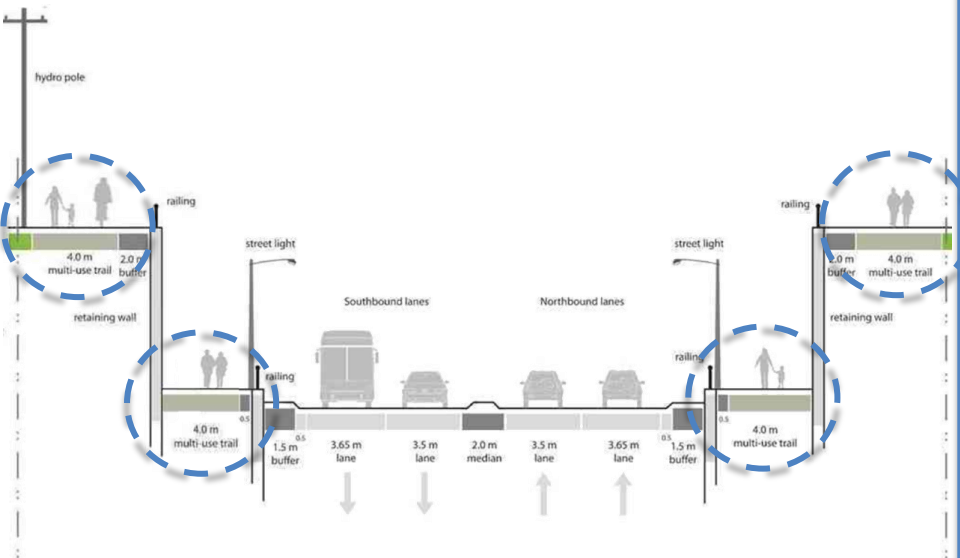 hydro pole
railing
railing
4.0 m
multi-use trail
2.0 m
buffer
street light
street light
2.0 m
buffer
4.0 m
multi-use trail
Southbound lanes
Northbound lanes
retaining wall
retaining wall
railing
railing
0.5
4.0 m
multi-use trail
0.5
1.5 m
buffer
3.65 m
lane
3.5 m
lane
2.0 m
median
3.5 m
lane
3.65 m
lane
0.5
1.5 m
buffer
0.5
4.0 m
multi-use trail